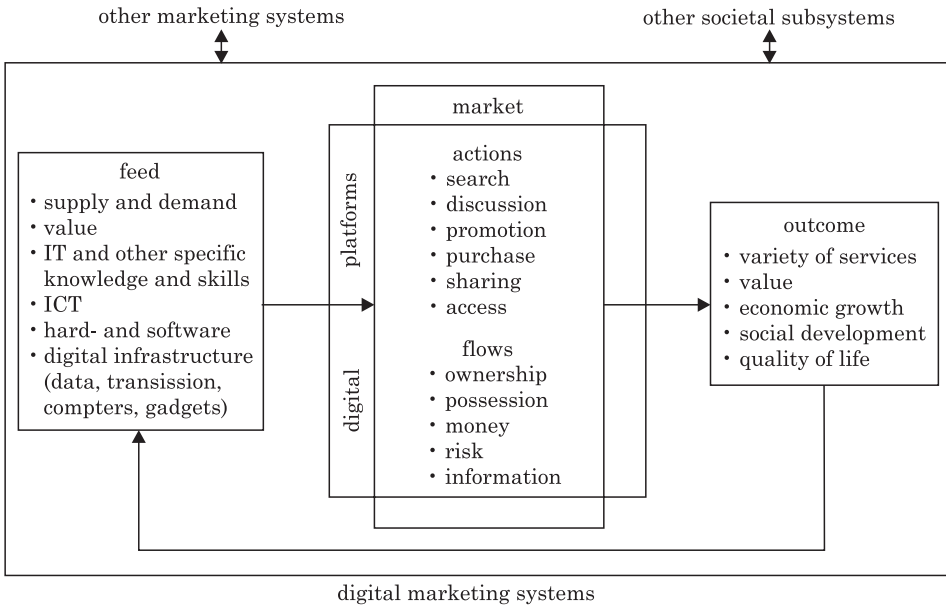 other marketing systems
other societal subsystems
feed
• supply and demand
• value
• IT and other specific
knowledge and skills
• ICT
• hard- and software
• digital infrastructure
(data, transission,
compters, gadgets)
digital platforms
market
actions
• search
• discussion
• promotion
• purchase
• sharing
• access
flows
• ownership
• possession
• money
• risk
• information
outcome
• variety of services
• value
• economic growth
• social development
• quality of life
digital marketing systems